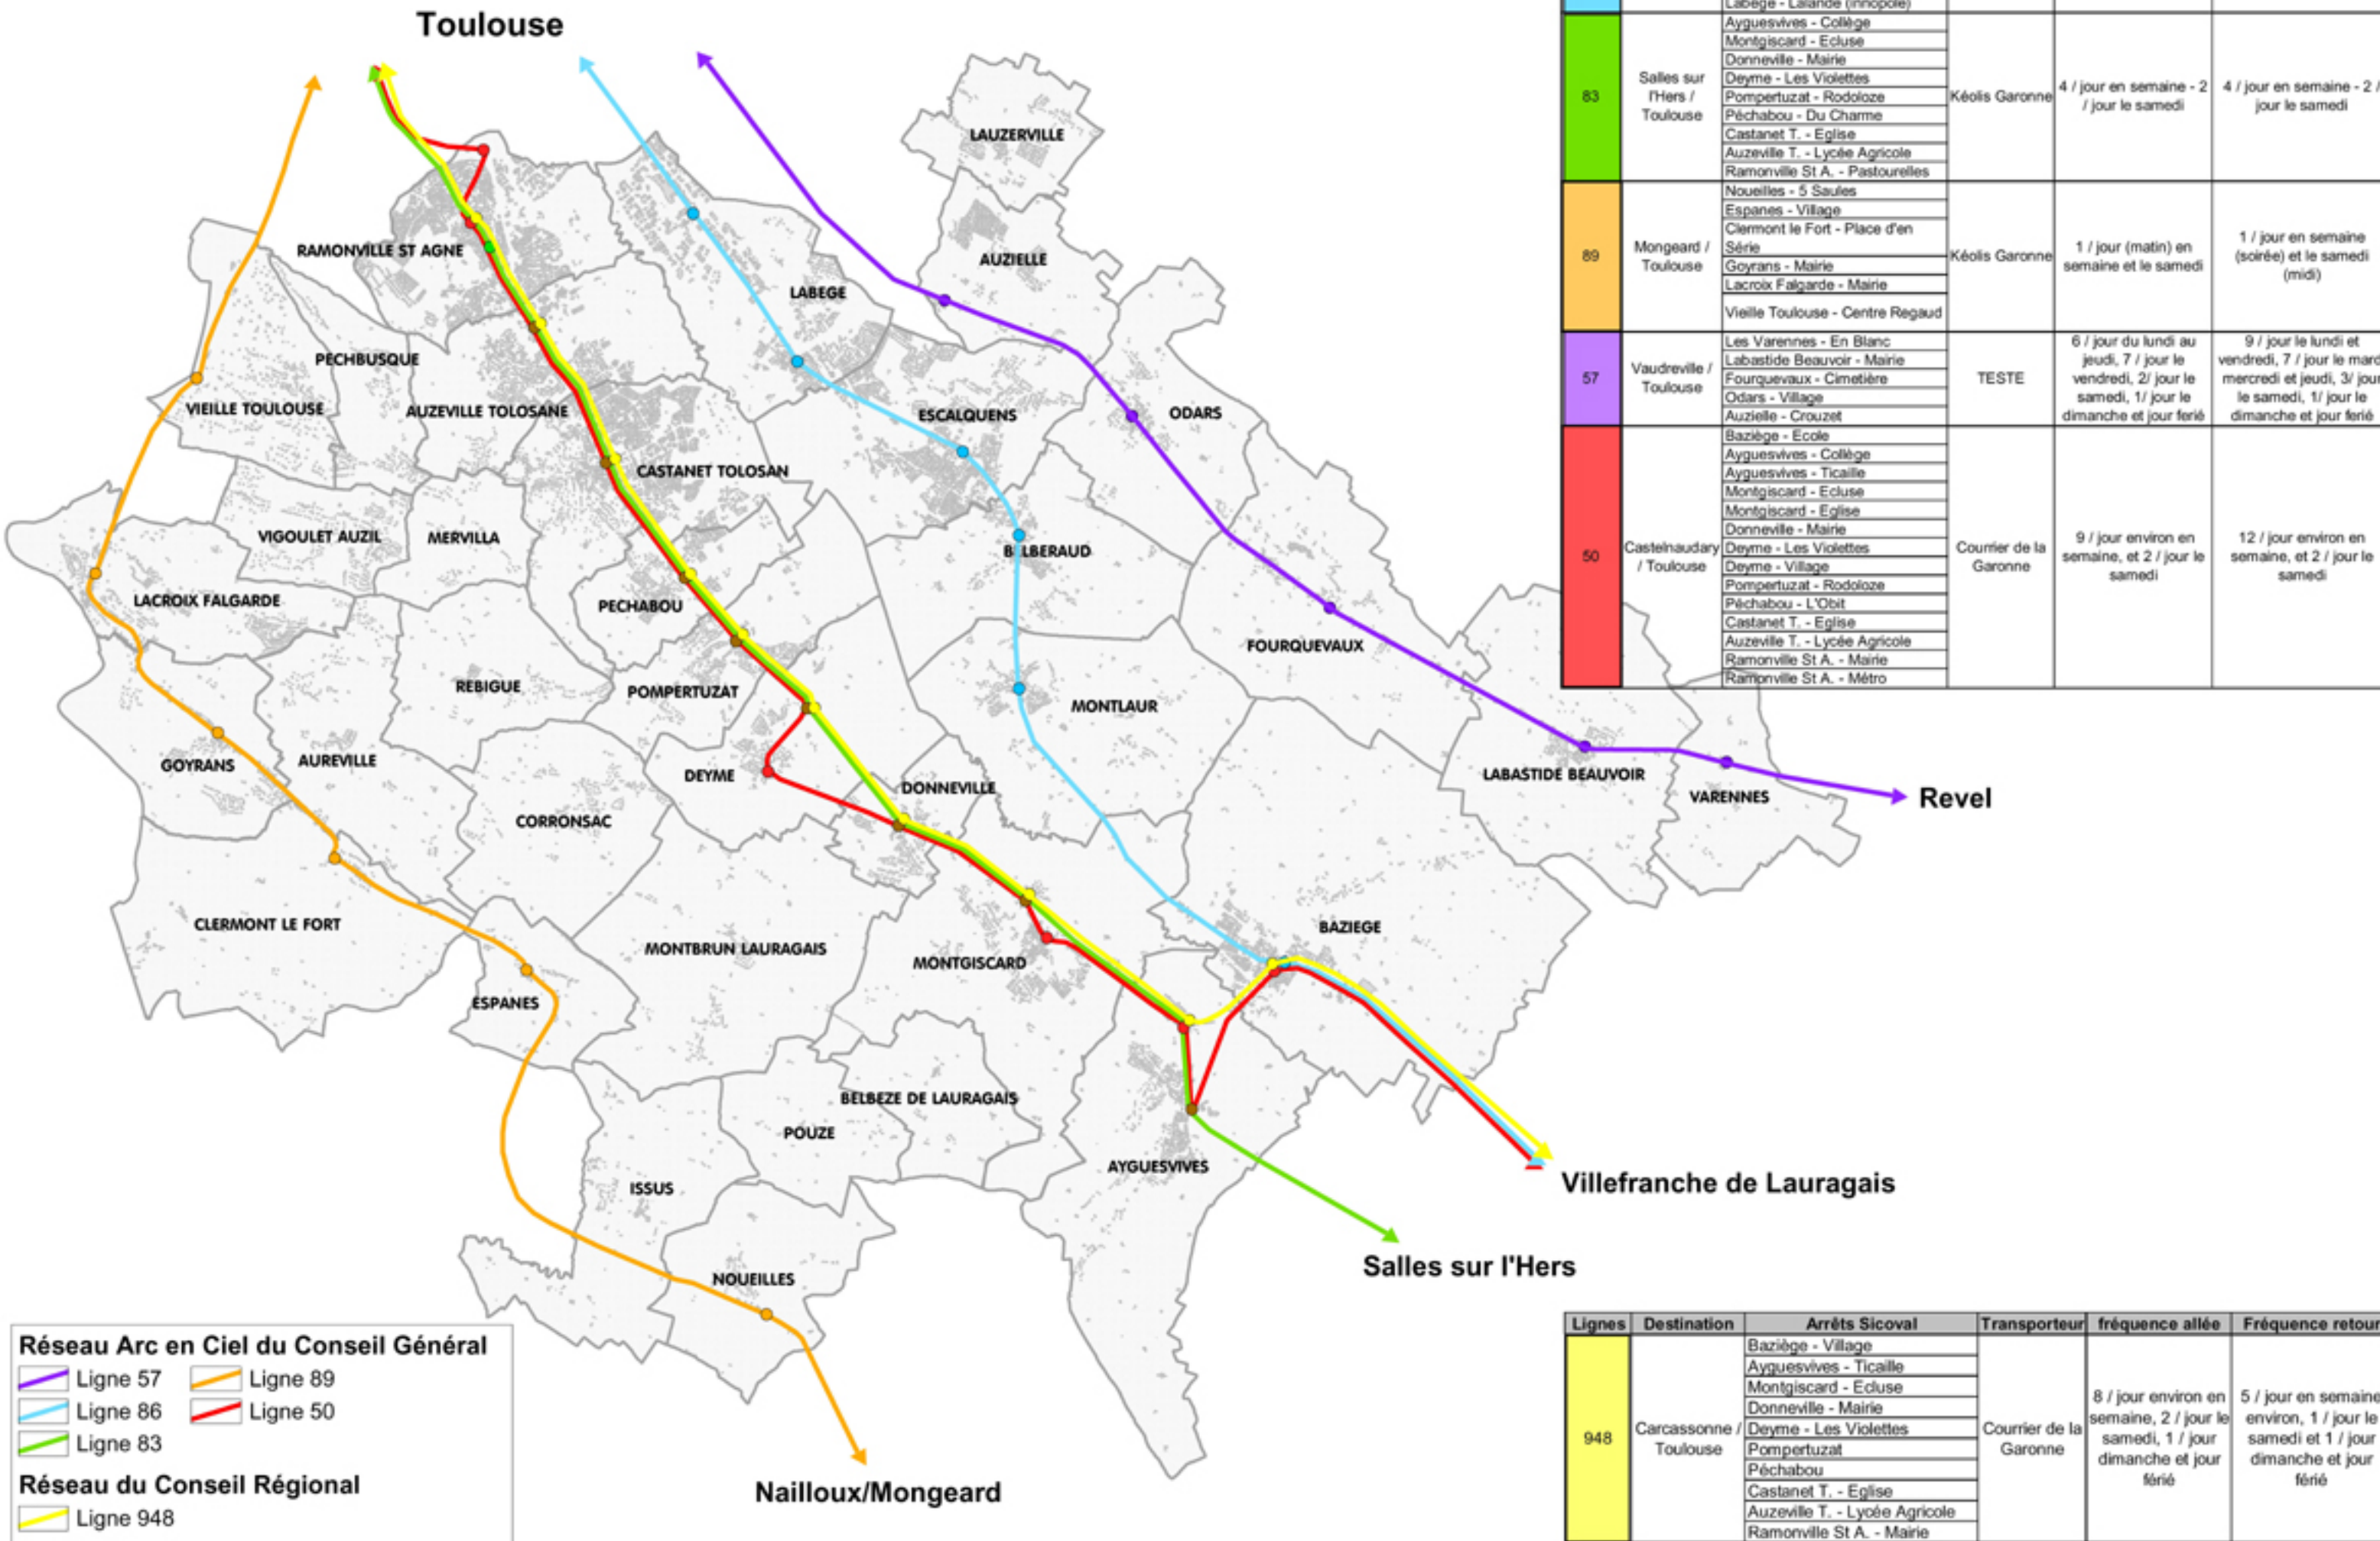 Toulouse
LAUZERVILLE
AUZIELLE
RAMONVILLE ST AGNE
LABEGE
PECHBUSQUE
VIEILLE TOULOUSE
AUZEVILLE TOLOSANE
ESCALQUENS
ODARS
CASTANET TOLOSAN
VIGOULET AUZIL
MERVILLA
BELBERAUD
LACROIX FALGARDE
PECHABOU
FOURQUEVAUX
REBIGUE
POMPERTUZAT
MONTLAUR
GOYRANS
AUREVILLE
DEYME
DONNEVILLE
LABASTIDE BEAUVOIR
VARENNES
Revel
CORRONSAC
CLERMONT LE FORT
MONTBRUN LAURAGAIS
MONTGISCARD
BAZIEGE
ESPANES
BELBEZE DE LAURAGAIS
POUZE
AYGUESVIVES
ISSUS
Villefranche de Lauragais
Salles sur l'Hers
NOUEILLES
Nailloux/Mongeard
Réseau Arc en Ciel du Conseil Général
Ligne 57
Ligne 89
Ligne 86
Ligne 50
Ligne 83
Réseau du Conseil Régional
Ligne 948
Labège - Lalande (innopole)
83
Salles sur
l'Hers /
Toulouse
Ayguesvives - Collège
Montgiscard - Ecluse
Donneville - Mairie
Deyme - Les Violettes
Pompertuzat - Rodoloze
Péchabou - Du Charme
Castanet T. - Eglise
Auzeville T. - Lycée Agricole
Ramonville St A. - Pastourelles
Kéolis Garonne
4 / jour en semaine - 2
/ jour le samedi
4 / jour en semaine - 2 /
jour le samedi
89
Mongeard /
Toulouse
Noueilles - 5 Saules
Espanes - Village
Clermont le Fort - Place d'en
Série
Goyrans - Mairie
Lacroix Falgarde - Mairie
Vieille Toulouse - Centre Regaud
Kéolis Garonne
1 / jour (matin) en
semaine et le samedi
1 / jour en semaine
(soirée) et le samedi
(midi)
57
Vaudreville /
Toulouse
Les Varennes - En Blanc
Labastide Beauvoir - Mairie
Fourquevaux - Cimetière
Odars - Village
Auzielle - Crouzet
TESTE
6 / jour du lundi au
jeudi, 7 / jour le
vendredi, 2/ jour le
samedi, 1/ jour le
dimanche et jour ferié
9 / jour le lundi et
vendredi, 7 / jour le mard
mercredi et jeudi, 3/ jour
le samedi, 1/ jour le
dimanche et jour ferié
50
Castelnaudary
/ Toulouse
Baziège - Ecole
Ayguesvives - Collège
Ayguesvives - Ticaille
Montgiscard - Ecluse
Montgiscard - Eglise
Donneville - Mairie
Deyme - Les Violettes
Deyme - Village
Pompertuzat - Rodoloze
Péchabou - L'Obit
Castanet T. - Eglise
Auzeville T. - Lycée Agricole
Ramonville St A. - Mairie
Ramonville St A. - Métro
Courrier de la
Garonne
9 / jour environ en
semaine, et 2 / jour le
samedi
12 / jour environ en
semaine, et 2 / jour le
samedi
Lignes Destination Arrêts Sicoval Transporteur fréquence allée Fréquence retour
948
Carcassonne /
Toulouse
Baziège - Village
Ayguesvives - Ticaille
Montgiscard - Ecluse
Donneville - Mairie
Deyme - Les Violettes
Pompertuzat
Péchabou
Castanet T. - Eglise
Auzeville T. - Lycée Agricole
Ramonville St A. - Mairie
Courrier de la
Garonne
8 / jour environ en
semaine, 2 / jour le
samedi, 1 / jour
dimanche et jour
férié
5 / jour en semaine
environ, 1 / jour le
samedi et 1 / jour
dimanche et jour
férié